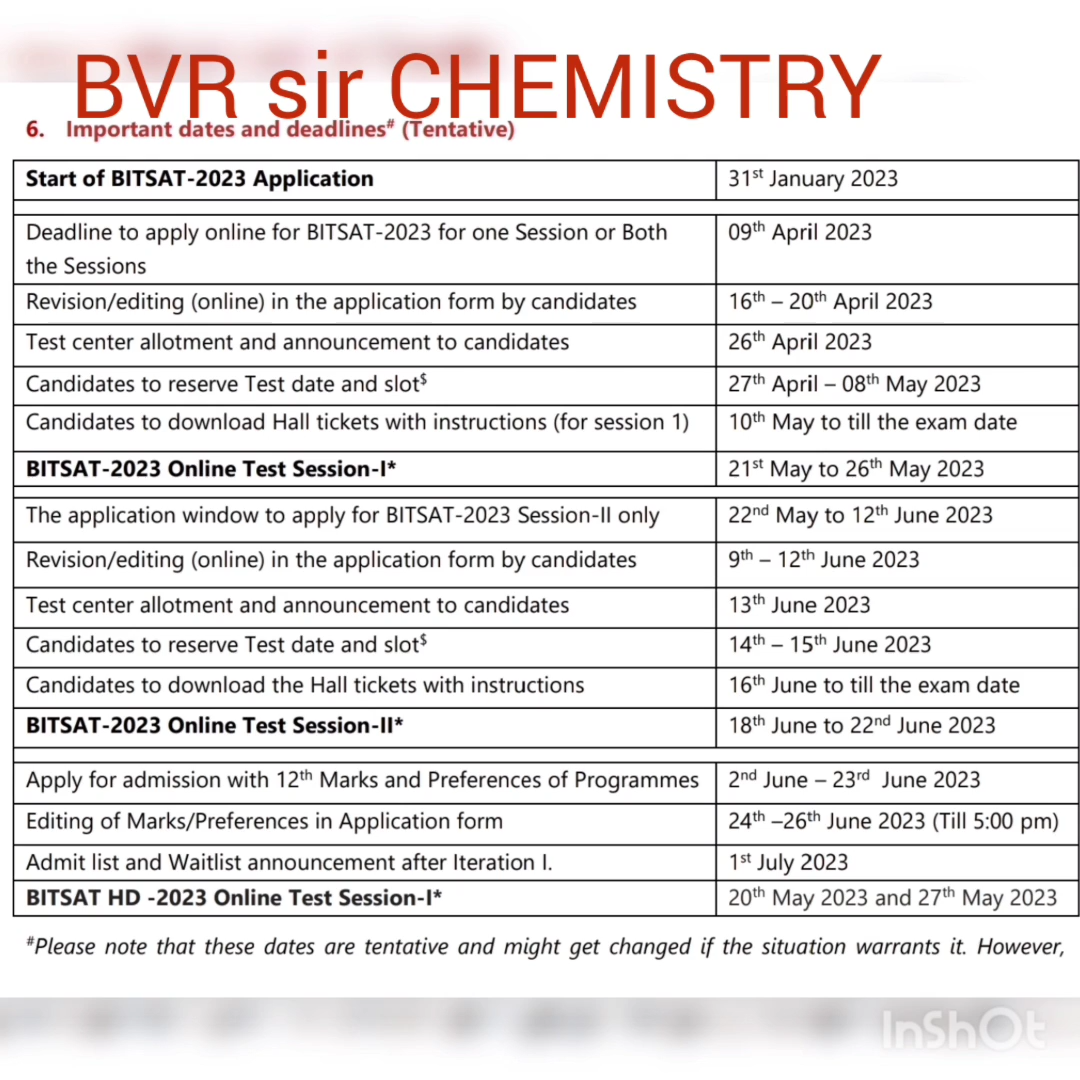 BVR sir CHEMISTRY
6. Important dates and deadlines# (Tentative)
Start of BITSAT-2023 Application 31st January 2023
Deadline to apply online for BITSAT-2023 for one Session or Both 09th April 2023
the Sessions
Revision/editing (online) in the application form by candidates 16th – 20th April 2023
Test center allotment and announcement to candidates 26th April 2023
Candidates to reserve Test date and slot$ 27th April – 08th May 2023
Candidates to download Hall tickets with instructions (for session 1) 10th May to till the exam date
BITSAT-2023 Online Test Session-I* 21st May to 26th May 2023
The application window to apply for BITSAT-2023 Session-II only 22nd May to 12th June 2023
Revision/editing (online) in the application form by candidates 9th – 12th June 2023
Test center allotment and announcement to candidates 13th June 2023
Candidates to reserve Test date and slot$ 14th – 15th June 2023
Candidates to download the Hall tickets with instructions 16th June to till the exam date
BITSAT-2023 Online Test Session-II* 18th June to 22nd June 2023
Apply for admission with 12th Marks and Preferences of Programmes 2nd June – 23rd June 2023
Editing of Marks/Preferences in Application form 24th –26th June 2023 (Till 5:00 pm)
Admit list and Waitlist announcement after Iteration I. 1st July 2023
BITSAT HD -2023 Online Test Session-I* 20th May 2023 and 27th May 2023
#Please note that these dates are tentative and might get changed if the situation warrants it. However,
InShOt